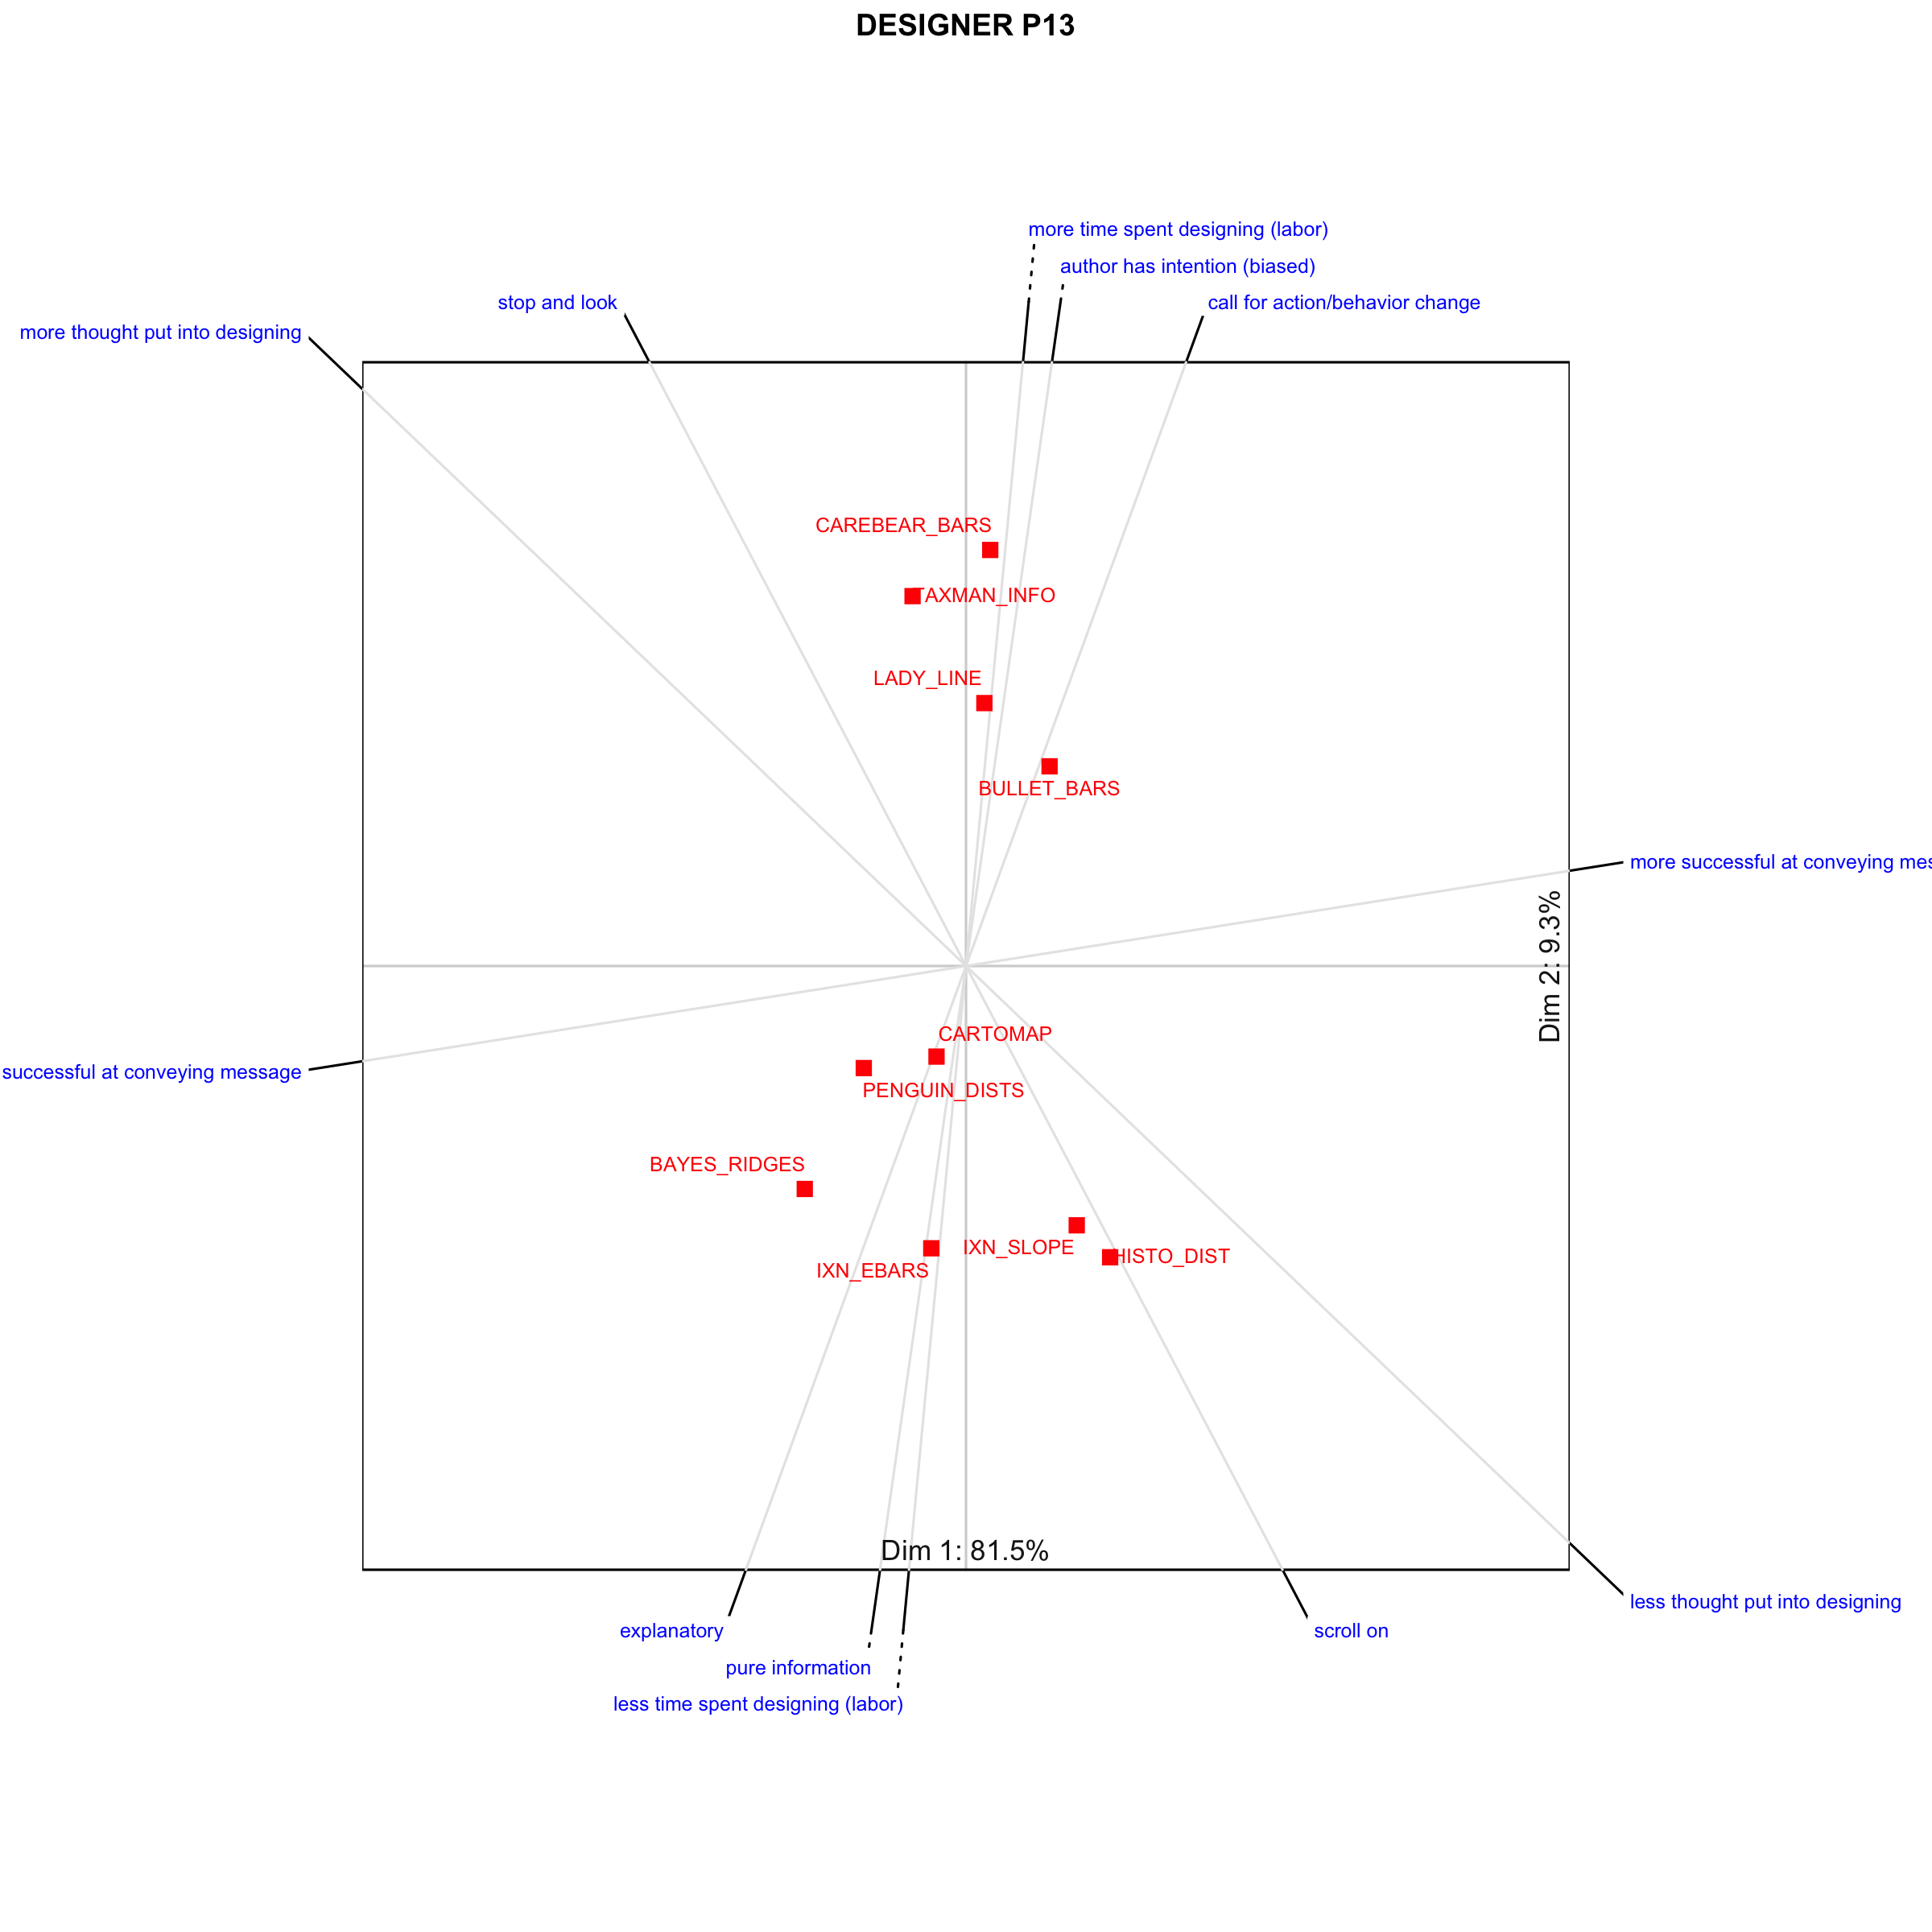 DESIGNER P13
more time spent designing (labor)
author has intention (biased)
stop and look
call for action/behavior change
more thought put into designing
CAREBEAR_BARS
TAXMAN_INFO
LADY_LINE
BULLET_BARS
more successful at conveying mes
Dim 2: 9.3%
CARTOMAP
successful at conveying message
PENGUIN_DISTS
BAYES_RIDGES
IXN_SLOPE
HISTO_DIST
IXN_EBARS
Dim 1: 81.5%
less thought put into designing
explanatory
scroll on
pure information
less time spent designing (labor)